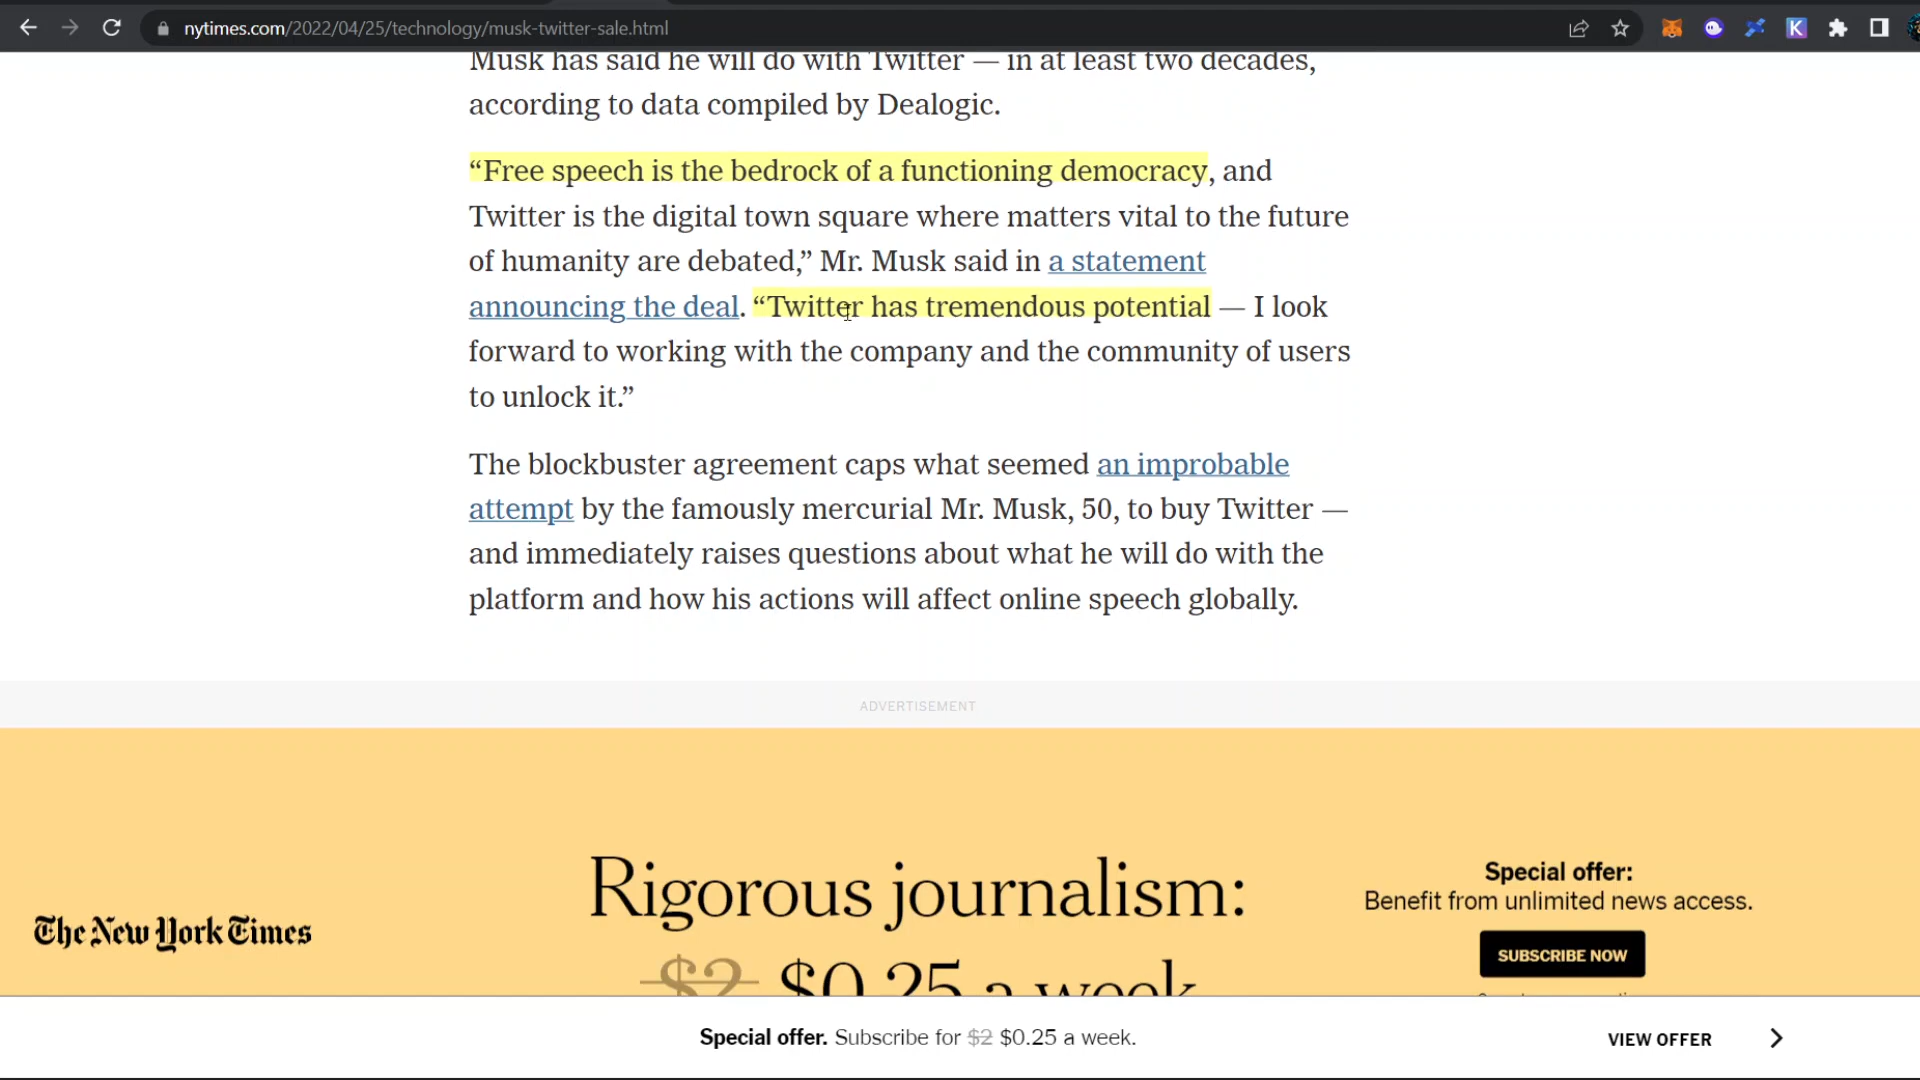 nytimes.com/2022/04/25/technology/musk-twitter-sale.html
K
Musk has said he will do with Twitter — in at least two decades,
according to data compiled by Dealogic.
“Free speech is the bedrock of a functioning democracy, and
Twitter is the digital town square where matters vital to the future
of humanity are debated,” Mr. Musk said in a statement
announcing the deal. “Twitter has tremendous potential — I look
forward to working with the company and the community of users
to unlock it.”
The blockbuster agreement caps what seemed an improbable
attempt by the famously mercurial Mr. Musk, 50, to buy Twitter —
and immediately raises questions about what he will do with the
platform and how his actions will affect online speech globally.
ADVERTISEMENT
The New York Times
Rigorous journalism:
$2 $0.25 a week
Special offer:
Benefit from unlimited news access.
SUBSCRIBE NOW
Special offer. Subscribe for $2 $0.25 a week.
VIEW OFFER